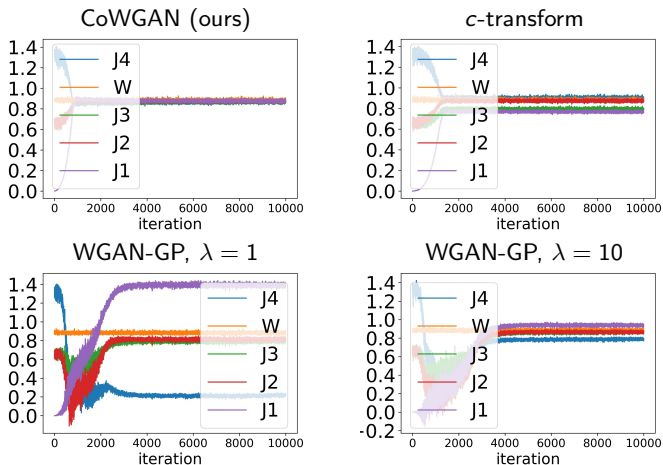 CoWGAN (ours)
1.4
1.2
1.0
0.8
0.6
0.4
0.2
0.0
J4
W
J3
J2
J1
0 2000 4000 6000 8000 10000
iteration
c-transform
1.4
1.2
1.0
0.8
0.6
0.4
0.2
0.0
J4
W
J3
J2
J1
0 2000 4000 6000 8000 10000
iteration
WGAN-GP, λ = 1
1.4
1.2
1.0
0.8
0.6
0.4
0.2
0.0
J4
W
J3
J2
J1
0 2000 4000 6000 8000 10000
iteration
WGAN-GP, λ = 10
1.4
1.2
1.0
0.8
0.6
0.4
0.2
0.0
-0.2
J4
W
J3
J2
J1
0 2000 4000 6000 8000 10000
iteration